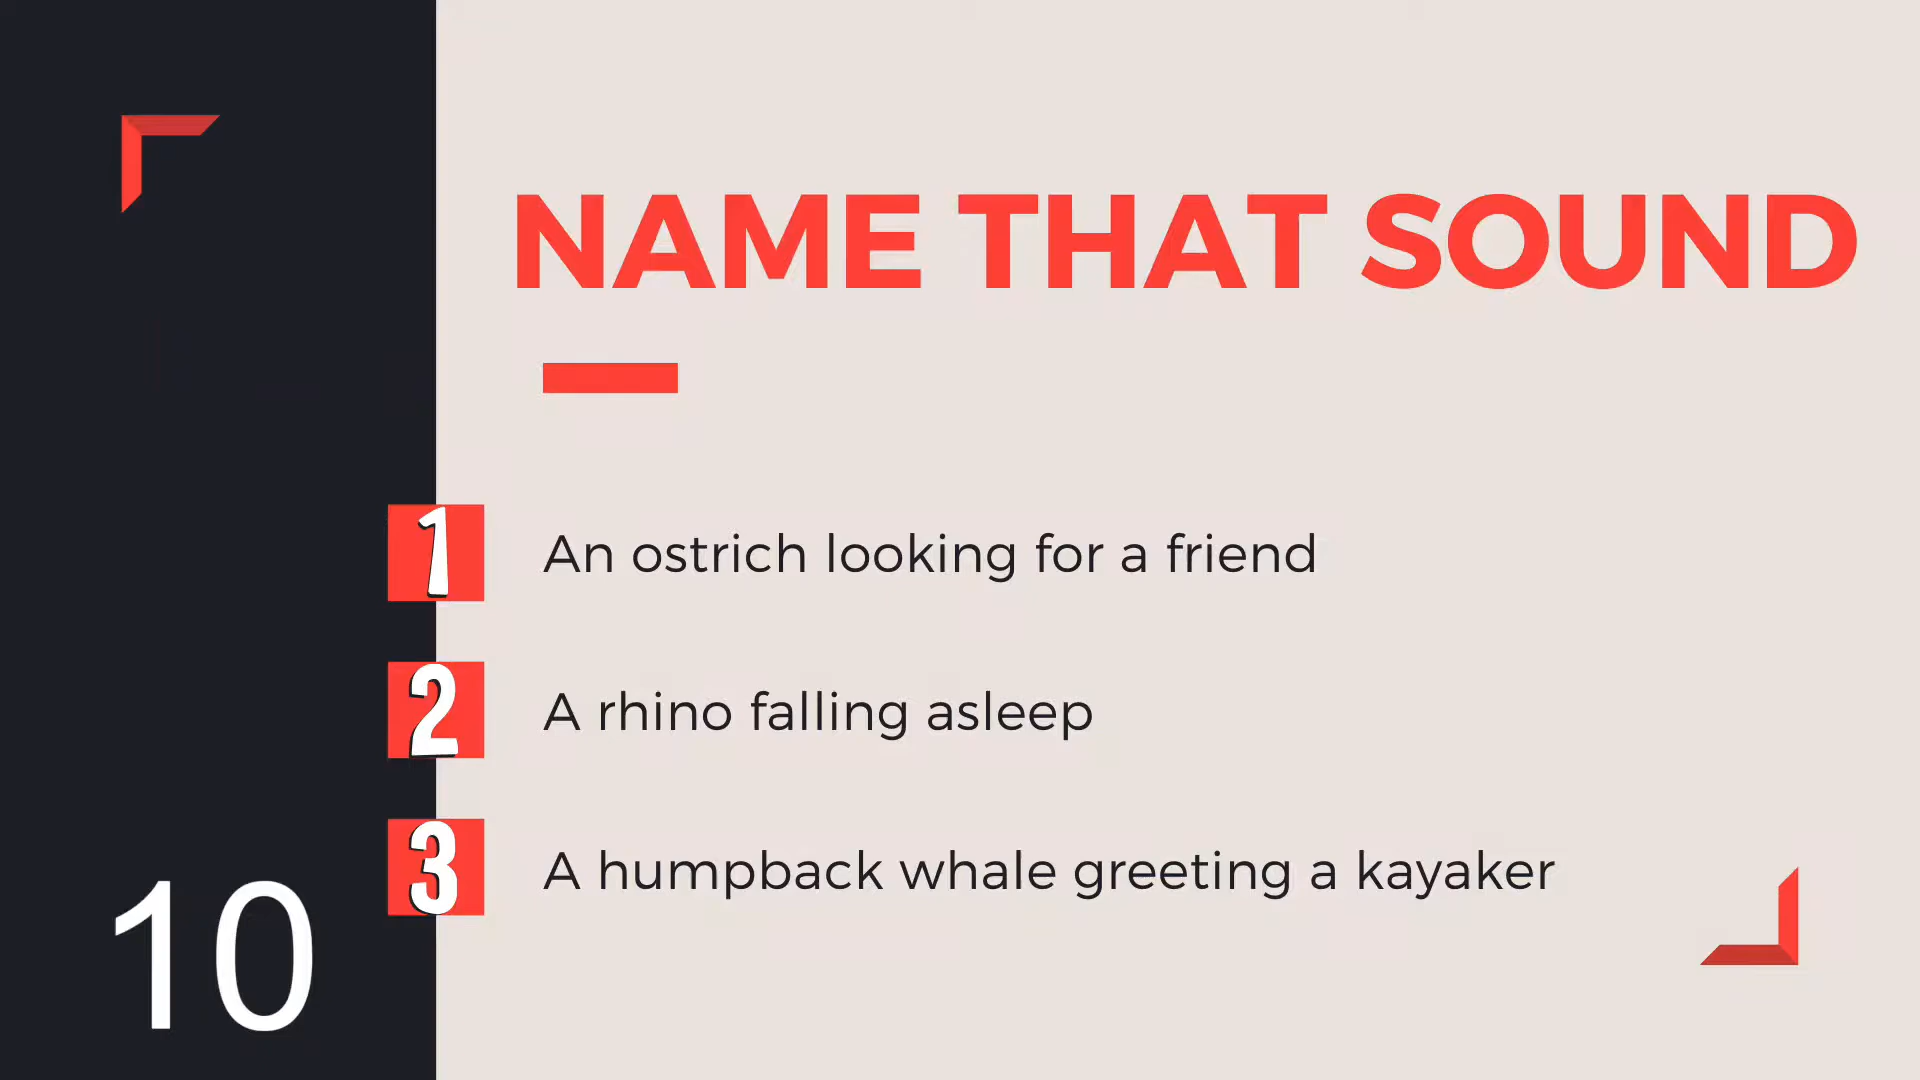 NAME THAT SOUND
1 An ostrich looking for a friend
2 A rhino falling asleep
3 A humpback whale greeting a kayaker
10